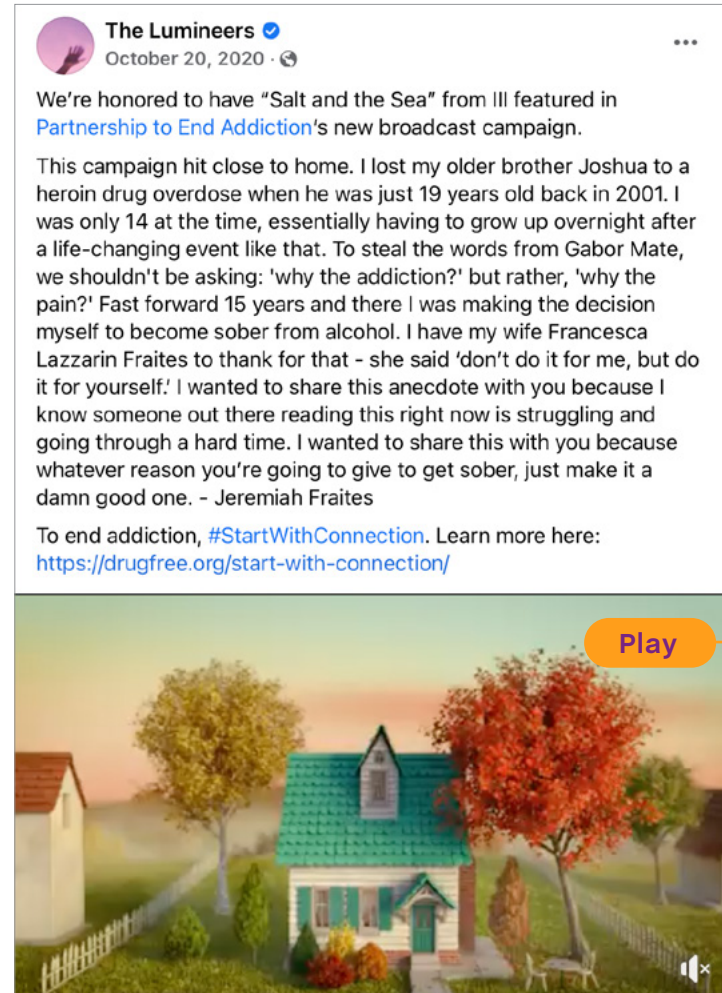 The Lumineers
October 20, 2020 ·
We're honored to have “Salt and the Sea” from III featured in
Partnership to End Addiction's new broadcast campaign.
This campaign hit close to home. I lost my older brother Joshua to a
heroin drug overdose when he was just 19 years old back in 2001. I
was only 14 at the time, essentially having to grow up overnight after
a life-changing event like that. To steal the words from Gabor Mate,
we shouldn't be asking: 'why the addiction?' but rather, 'why the
pain?' Fast forward 15 years and there I was making the decision
myself to become sober from alcohol. I have my wife Francesca
Lazzarin Fraites to thank for that - she said ‘don't do it for me, but do
it for yourself.’ I wanted to share this anecdote with you because I
know someone out there reading this right now is struggling and
going through a hard time. I wanted to share this with you because
whatever reason you're going to give to get sober, just make it a
damn good one. - Jeremiah Fraites
To end addiction, #StartWithConnection. Learn more here:
https://drugfree.org/start-with-connection/
Play